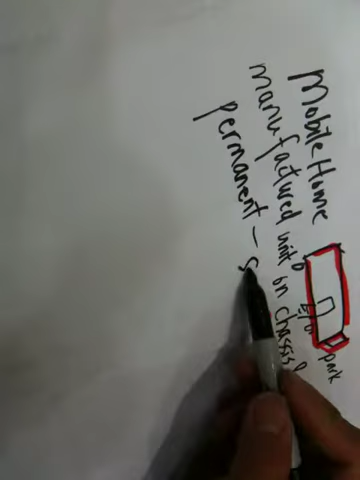 Mobile Home
manufactured unit on chassis
permanent –
park